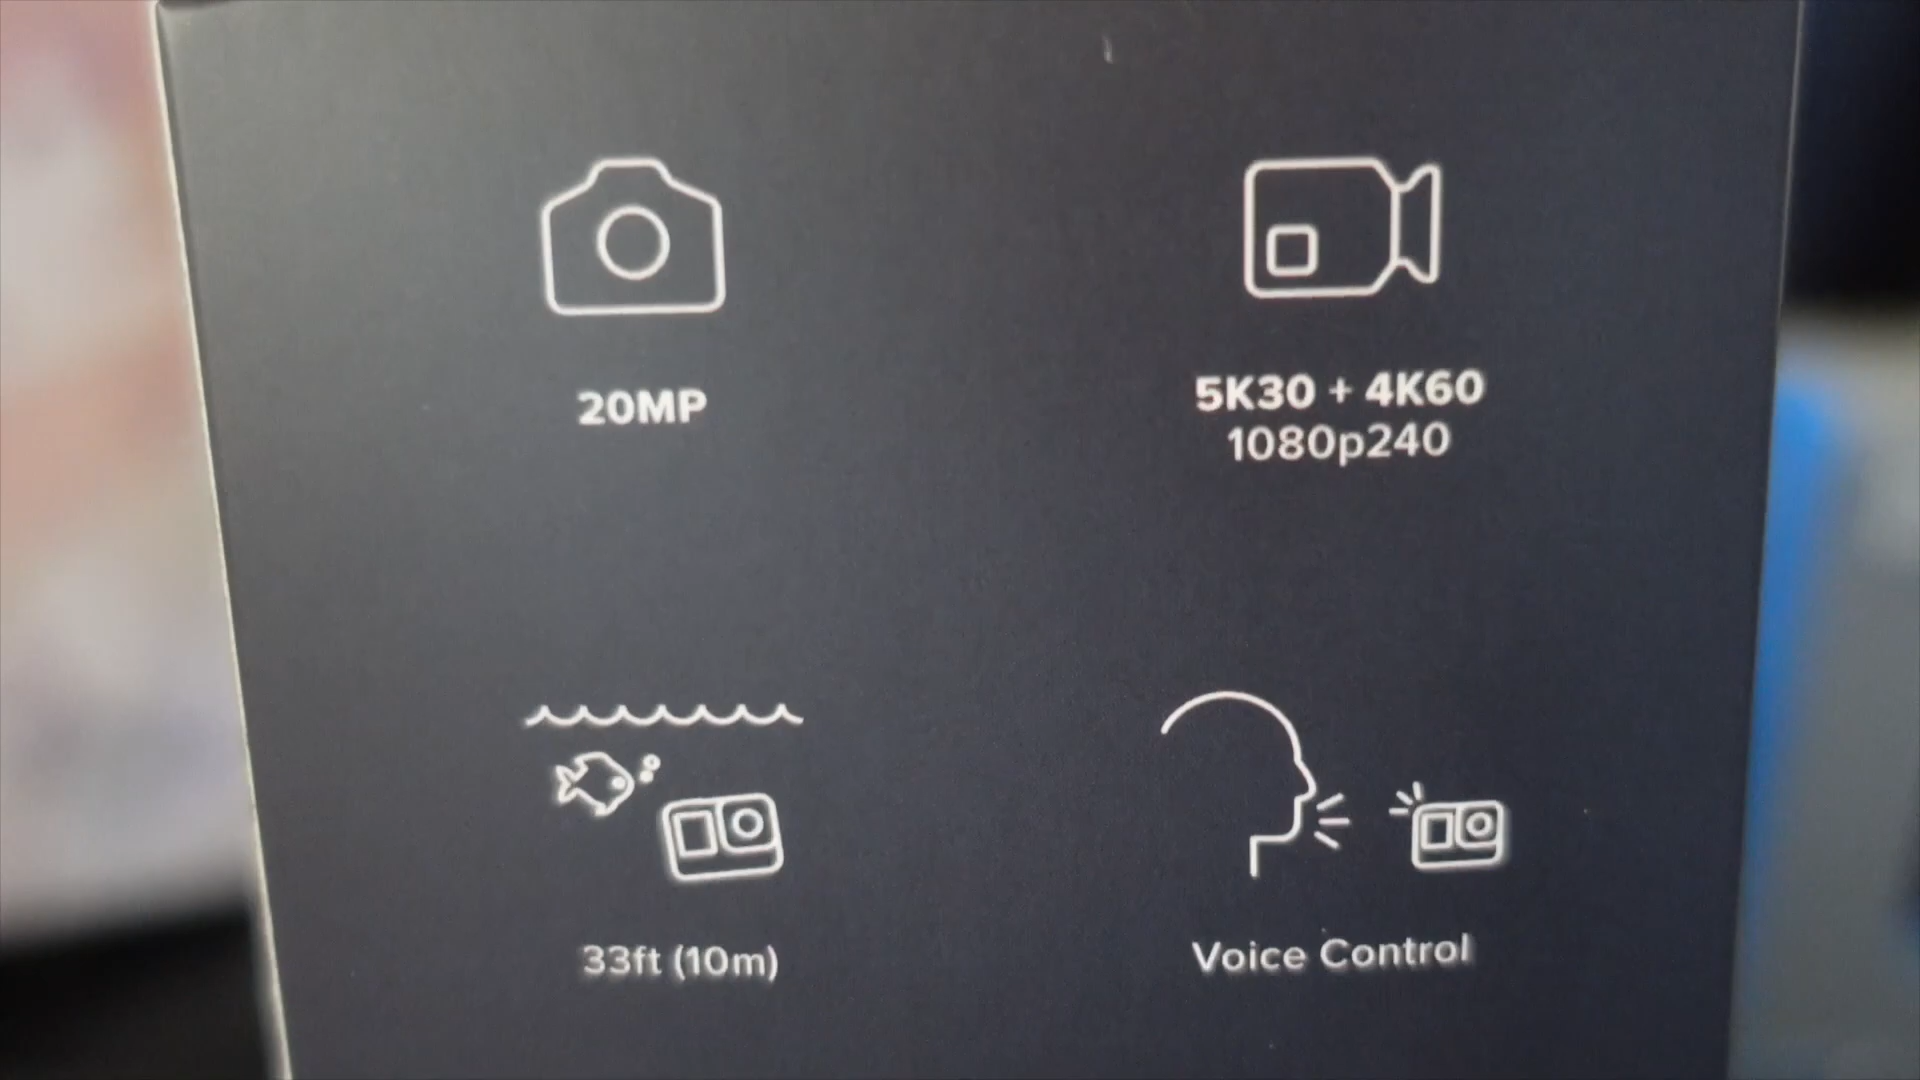 20MP
5K30 + 4K60
1080p240
33ft (10m)
Voice Control